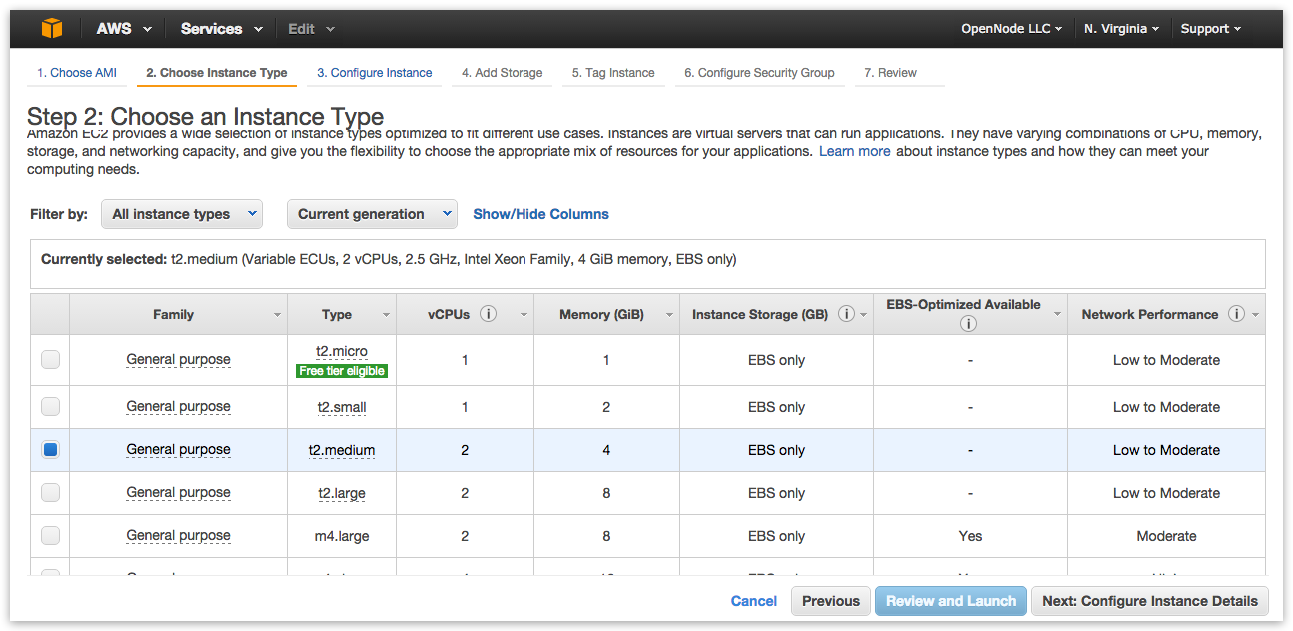 AWS Services Edit OpenNode LLC N. Virginia Support
1. Choose AMI 2. Choose Instance Type 3. Configure Instance 4. Add Storage 5. Tag Instance 6. Configure Security Group 7. Review
Step 2: Choose an Instance Type
Amazon EC2 provides a wide selection of instance types optimized to fit different use cases. Instances are virtual servers that can run applications. They have varying combinations of CPU, memory,
storage, and networking capacity, and give you the flexibility to choose the appropriate mix of resources for your applications. Learn more about instance types and how they can meet your
computing needs.
Filter by: All instance types Current generation Show/Hide Columns
Currently selected: t2.medium (Variable ECUs, 2 vCPUs, 2.5 GHz, Intel Xeon Family, 4 GiB memory, EBS only)
Family Type vCPUs i Memory (GiB) Instance Storage (GB) i EBS-Optimized Available i Network Performance i
General purpose t2.micro Free tier eligible 1 1 EBS only - Low to Moderate
General purpose t2.small 1 2 EBS only - Low to Moderate
General purpose t2.medium 2 4 EBS only - Low to Moderate
General purpose t2.large 2 8 EBS only - Low to Moderate
General purpose m4.large 2 8 EBS only Yes Moderate
Cancel Previous Review and Launch Next: Configure Instance Details